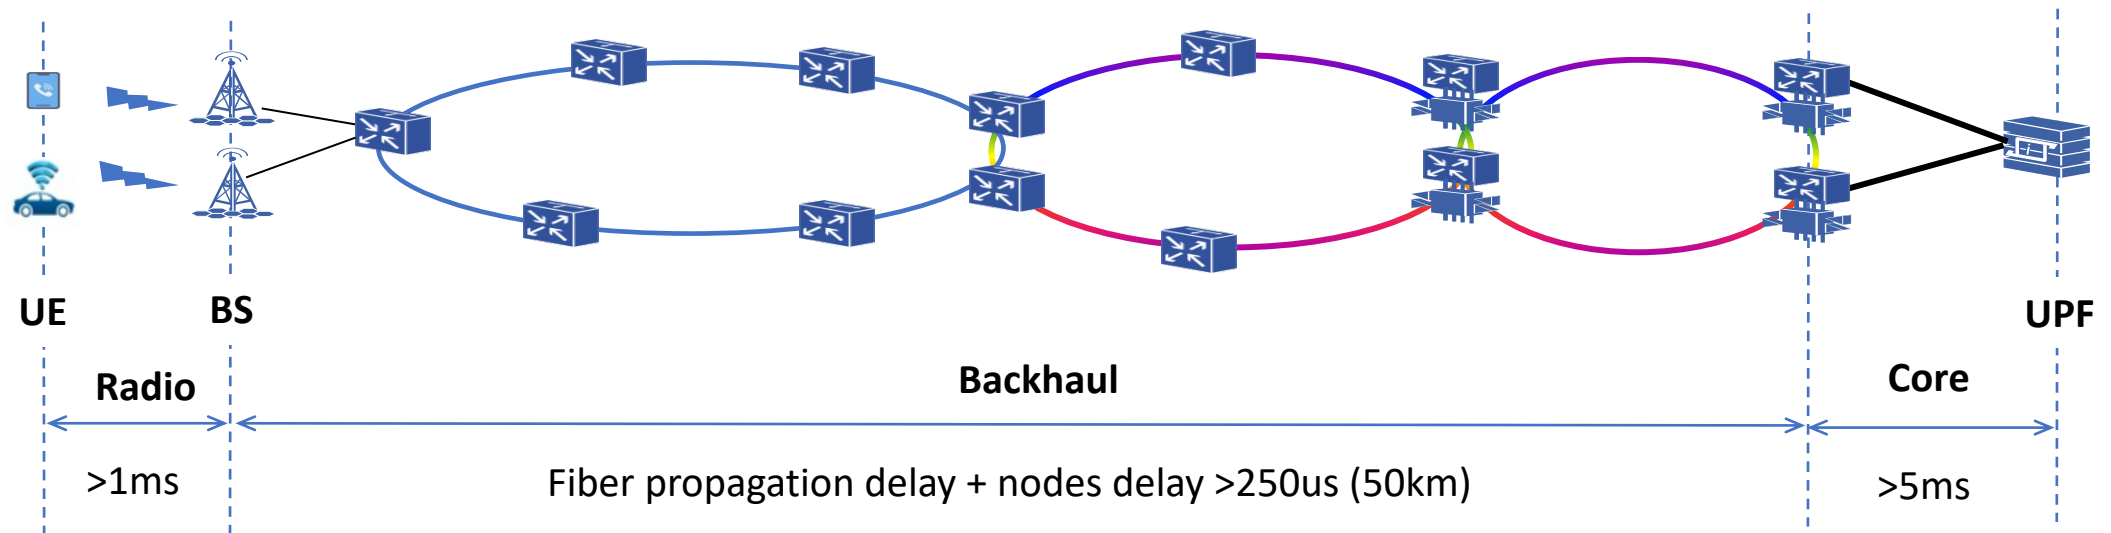 UE
BS
UPF
Radio
Backhaul
Core
>1ms
Fiber propagation delay + nodes delay >250us (50km)
>5ms